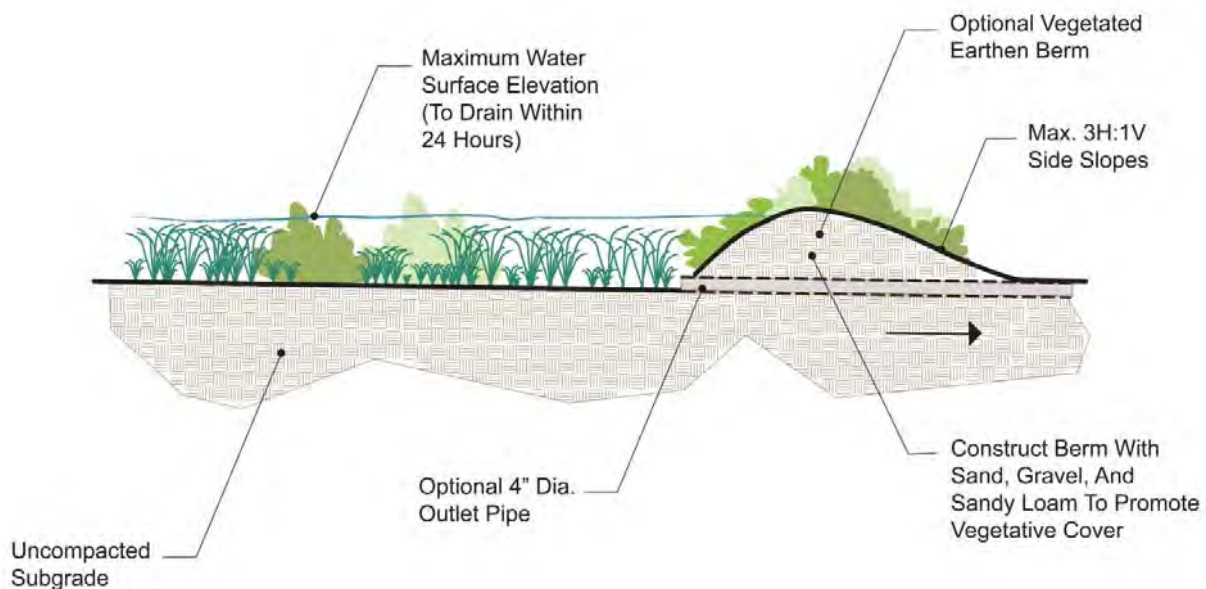 Optional Vegetated
Earthen Berm
Maximum Water
Surface Elevation
(To Drain Within
24 Hours)
Max. 3H:1V
Side Slopes
Construct Berm With
Sand, Gravel, And
Sandy Loam To Promote
Vegetative Cover
Optional 4" Dia.
Outlet Pipe
Uncompacted
Subgrade